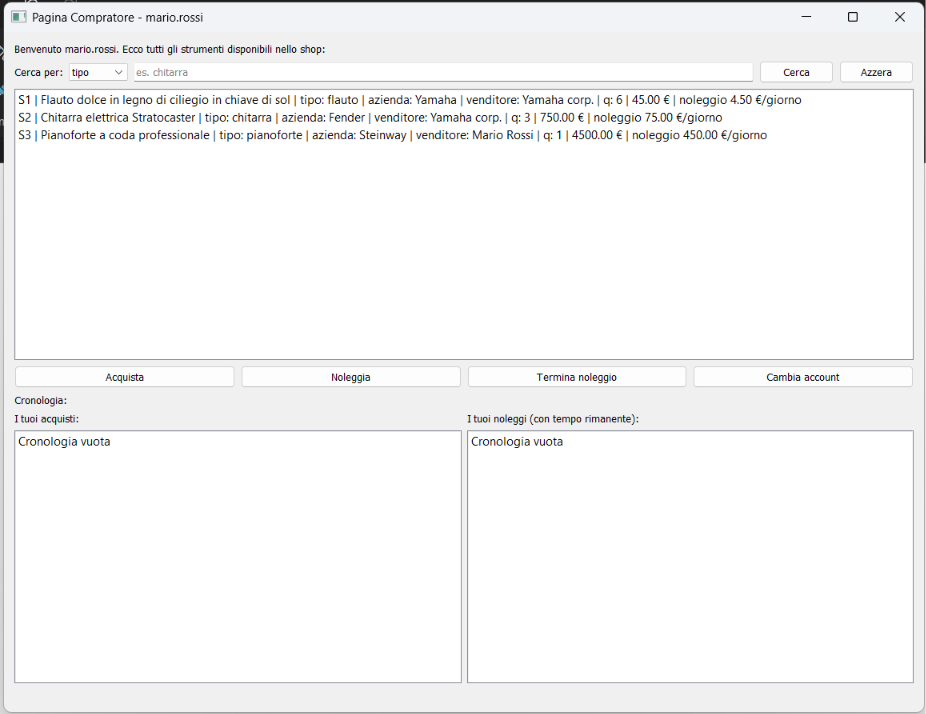 Pagina Compratore - mario.rossi
Benvenuto mario.rossi. Ecco tutti gli strumenti disponibili nello shop:
Cerca per: tipo es. chitarra Cerca Azzera
S1 | Flauto dolce in legno di ciliegio in chiave di sol | tipo: flauto | azienda: Yamaha | venditore: Yamaha corp. | q: 6 | 45.00 € | noleggio 4.50 €/giorno
S2 | Chitarra elettrica Stratocaster | tipo: chitarra | azienda: Fender | venditore: Yamaha corp. | q: 3 | 750.00 € | noleggio 75.00 €/giorno
S3 | Pianoforte a coda professionale | tipo: pianoforte | azienda: Steinway | venditore: Mario Rossi | q: 1 | 4500.00 € | noleggio 450.00 €/giorno
Acquista Noleggia Termina noleggio Cambia account
Cronologia:
I tuoi acquisti: I tuoi noleggi (con tempo rimanente):
Cronologia vuota Cronologia vuota